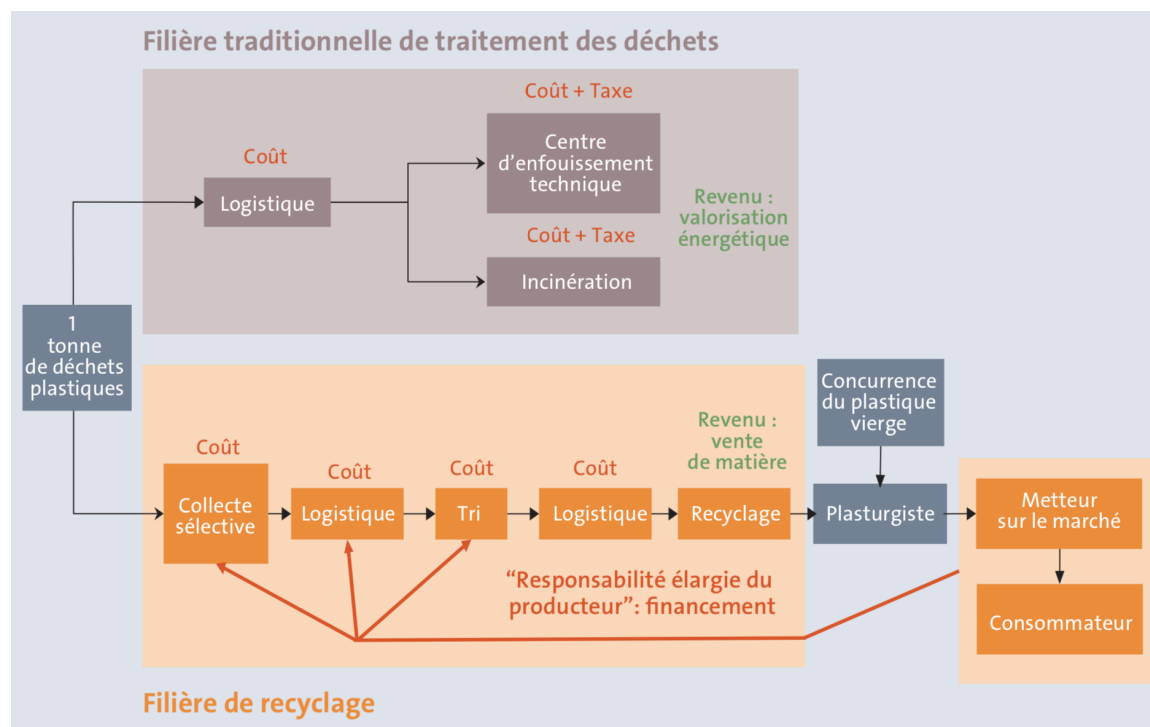 Filière traditionnelle de traitement des déchets
Coût + Taxe
Centre
d'enfouissement
technique
Coût
Logistique
Revenu :
valorisation
énergétique
Coût + Taxe
Incinération
1
tonne
de déchets
plastiques
Concurrence
du plastique
vierge
Revenu :
vente
de matière
Coût
Coût
Coût
Coût
Collecte
sélective
Logistique
Tri
Logistique
Recyclage
Plasturgiste
Metteur
sur le marché
“Responsabilité élargie du
producteur”: financement
Consommateur
Filière de recyclage